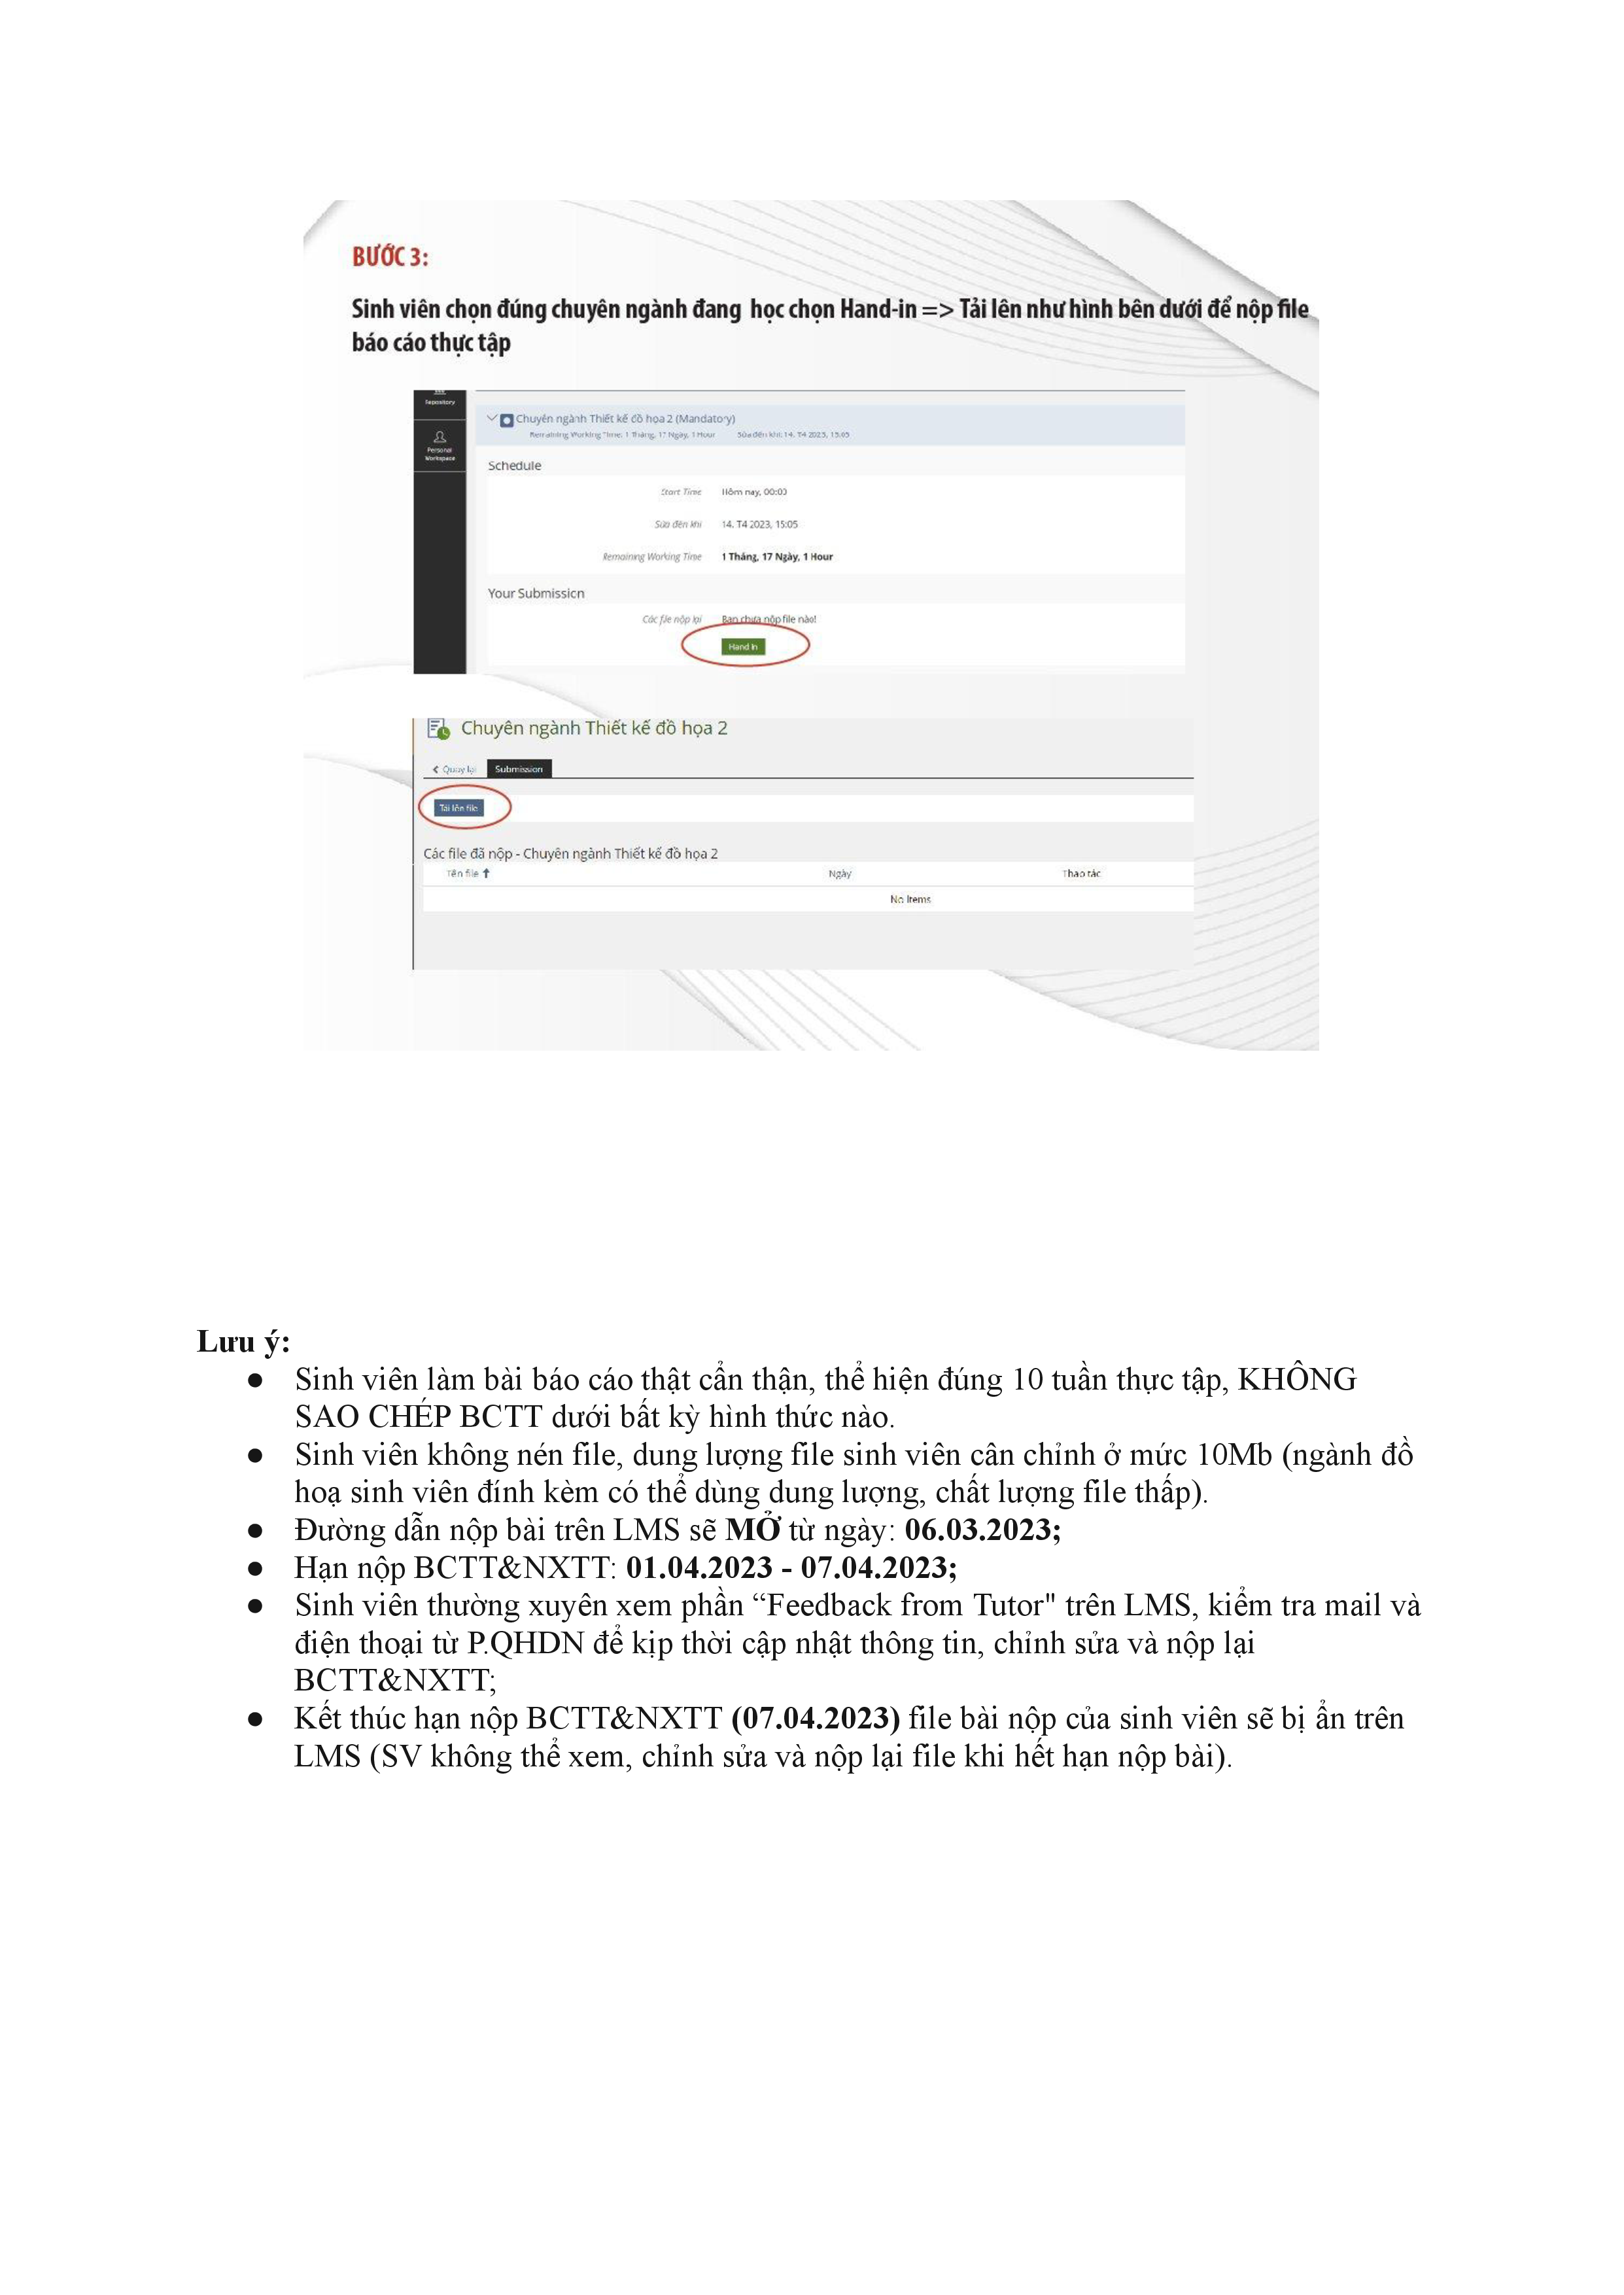 BƯỚC 3:
Sinh viên chọn đúng chuyên ngành đang học chọn Hand-in => Tải lên như hình bên dưới để nộp file
báo cáo thực tập
Repository
Personal
Workspace
Chuyên ngành Thiết kế đồ họa 2 (Mandatory)
Remaining Working Time: 1 Tháng, 17 Ngày, 1 Hour Sửa đến khi: 14. T4 2023, 15:05
Schedule
Start Time Hôm nay, 00:00
Sửa đến khi 14. T4 2023, 15:05
Remaining Working Time 1 Tháng, 17 Ngày, 1 Hour
Your Submission
Các file nộp lại Bạn chưa nộp file nào!
Hand In
Chuyên ngành Thiết kế đồ họa 2
Quay lại Submission
Tải lên file
Các file đã nộp - Chuyên ngành Thiết kế đồ họa 2
Tên file Ngày Thao tác
No Items
Lưu ý:
● Sinh viên làm bài báo cáo thật cẩn thận, thể hiện đúng 10 tuần thực tập, KHÔNG
SAO CHÉP BCTT dưới bất kỳ hình thức nào.
● Sinh viên không nén file, dung lượng file sinh viên cân chỉnh ở mức 10Mb (ngành đồ
hoạ sinh viên đính kèm có thể dùng dung lượng, chất lượng file thấp).
● Đường dẫn nộp bài trên LMS sẽ MỞ từ ngày: 06.03.2023;
● Hạn nộp BCTT&NXTT: 01.04.2023 - 07.04.2023;
● Sinh viên thường xuyên xem phần “Feedback from Tutor" trên LMS, kiểm tra mail và
điện thoại từ P.QHDN để kịp thời cập nhật thông tin, chỉnh sửa và nộp lại
BCTT&NXTT;
● Kết thúc hạn nộp BCTT&NXTT (07.04.2023) file bài nộp của sinh viên sẽ bị ẩn trên
LMS (SV không thể xem, chỉnh sửa và nộp lại file khi hết hạn nộp bài).